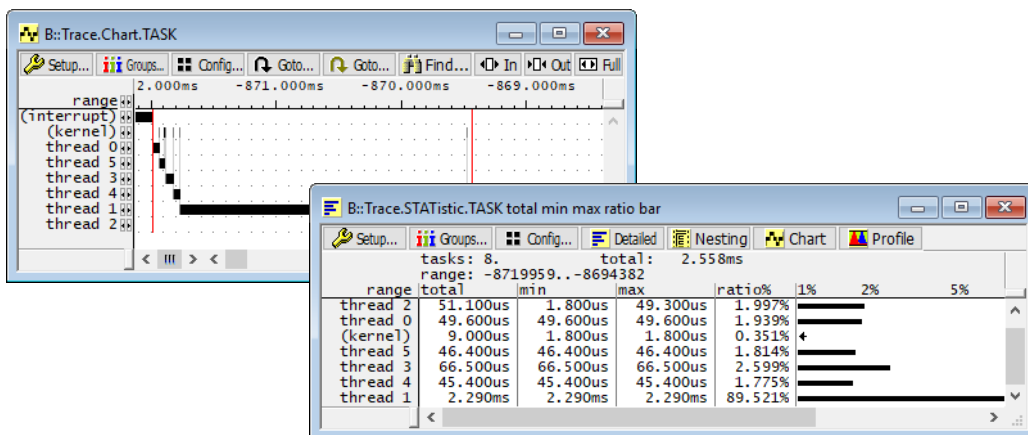 B::Trace.Chart.TASK
Setup... Groups... Config... Goto... Goto... Find... In Out Full
2.000ms -871.000ms -870.000ms -869.000ms
range
(interrupt)
(kernel)
thread 0
thread 5
thread 3
thread 4
thread 1
thread 2
B::Trace.STATistic.TASK total min max ratio bar
Setup... Groups... Config... Detailed Nesting Chart Profile
tasks: 8. total: 2.558ms
range: -8719959..-8694382
range total min max ratio% 1% 2% 5%
thread 2 51.100us 1.800us 49.300us 1.997%
thread 0 49.600us 49.600us 49.600us 1.939%
(kernel) 9.000us 1.800us 1.800us 0.351%
thread 5 46.400us 46.400us 46.400us 1.814%
thread 3 66.500us 66.500us 66.500us 2.599%
thread 4 45.400us 45.400us 45.400us 1.775%
thread 1 2.290ms 2.290ms 2.290ms 89.521%